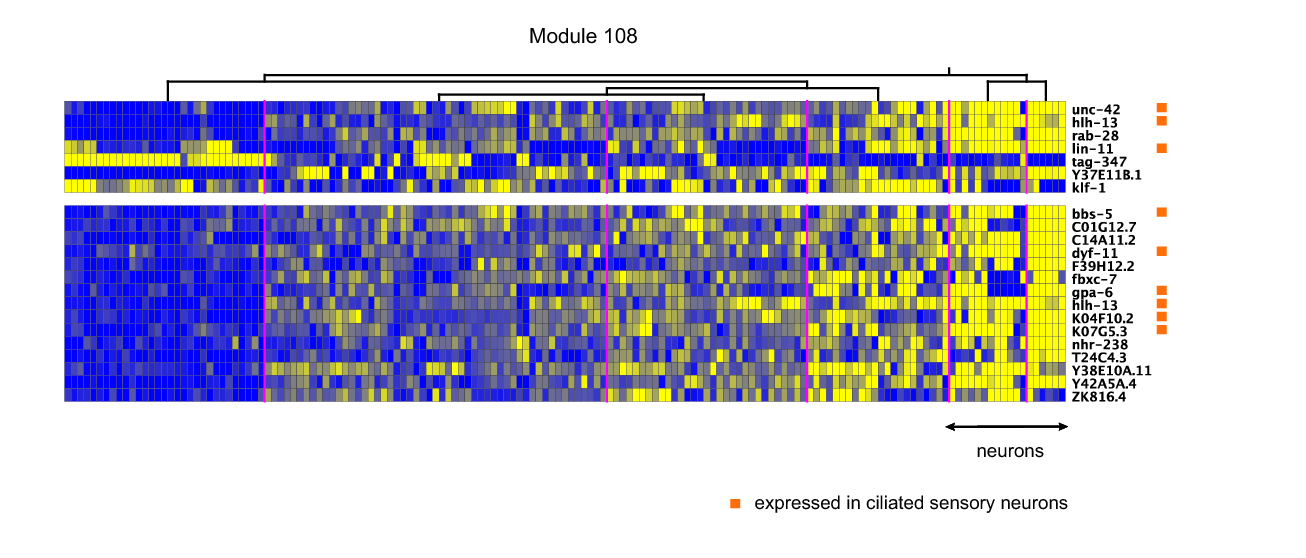 Module 108
unc-42
hlh-13
rab-28
lin-11
tag-347
Y37E11B.1
klf-1
bbs-5
C01G12.7
C14A11.2
dyf-11
F39H12.2
fbxc-7
gpa-6
hlh-13
K04F10.2
K07G5.3
nhr-238
T24C4.3
Y38E10A.11
Y42A5A.4
ZK816.4
neurons
expressed in ciliated sensory neurons